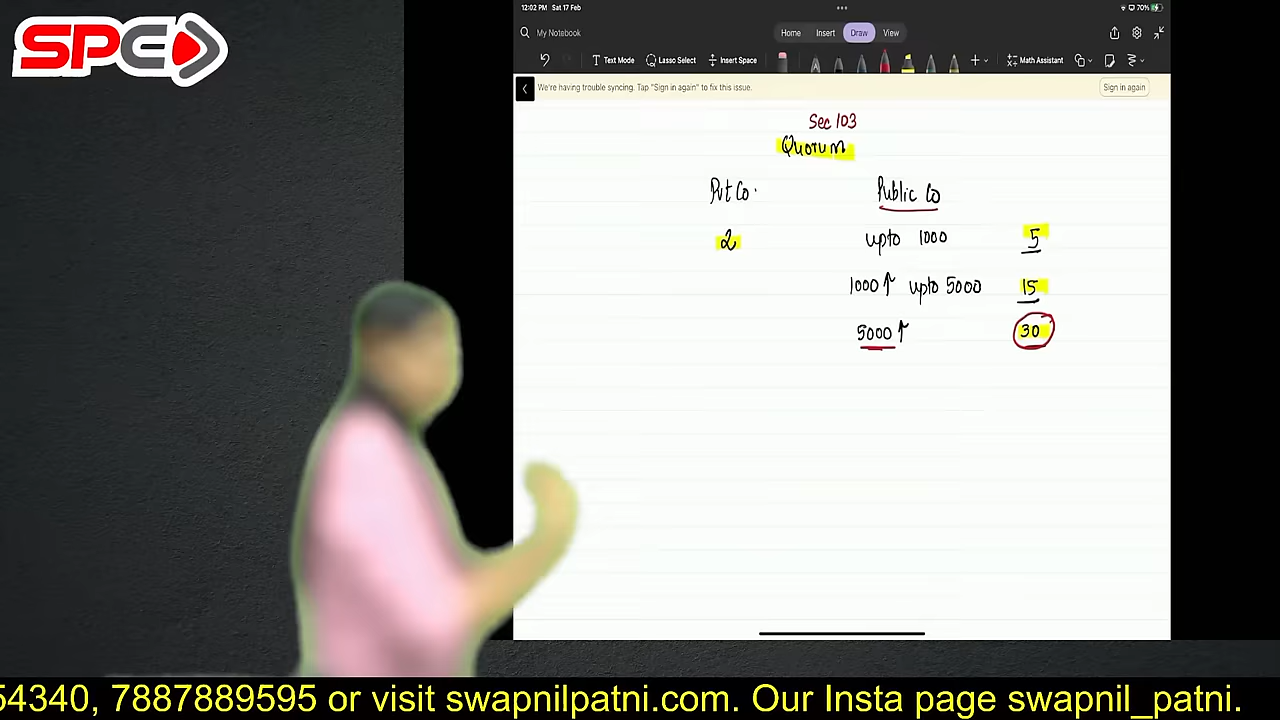 SPC
12:02 PM Sat 17 Feb
70%
My Notebook
Home Insert Draw View
Text Mode Lasso Select Insert Space Math Assistant
We're having trouble syncing. Tap "Sign in again" to fix this issue. Sign in again
Sec 103
Quorum
Pvt Co. Public Co
2 upto 1000 5
1000↑ upto 5000 15
5000↑ 30
54340, 7887889595 or visit swapnilpatni.com. Our Insta page swapnil_patni.